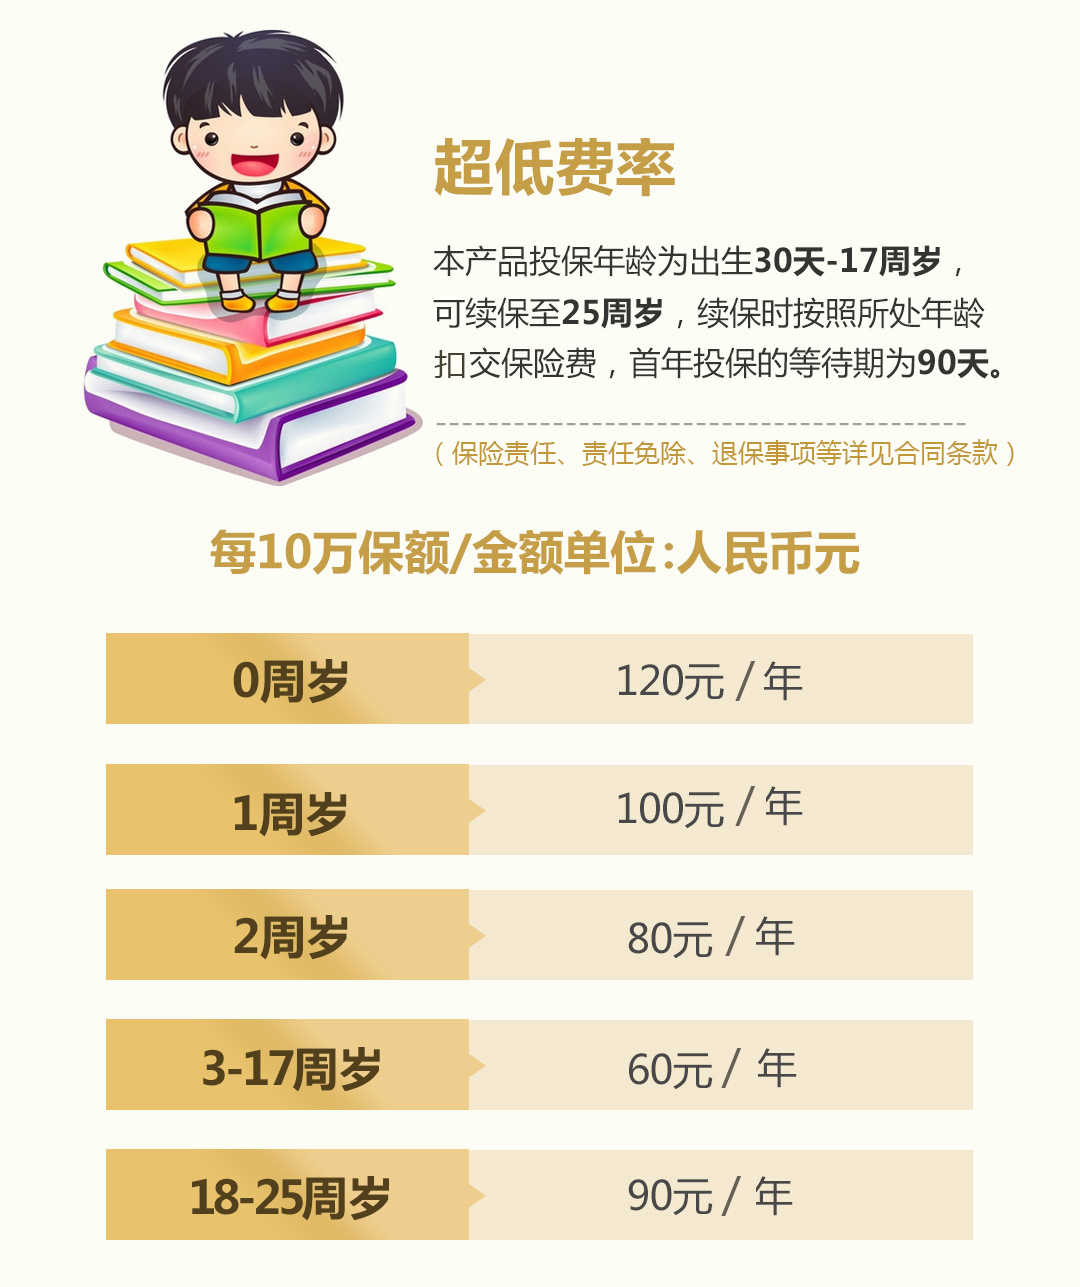 超低费率
本产品投保年龄为出生30天-17周岁，
可续保至25周岁，续保时按照所处年龄
扣交保险费，首年投保的等待期为90天。
（保险责任、责任免除、退保事项等详见合同条款）
每10万保额/金额单位:人民币元
0周岁 120元 / 年
1周岁 100元 / 年
2周岁 80元 / 年
3-17周岁 60元 / 年
18-25周岁 90元 / 年